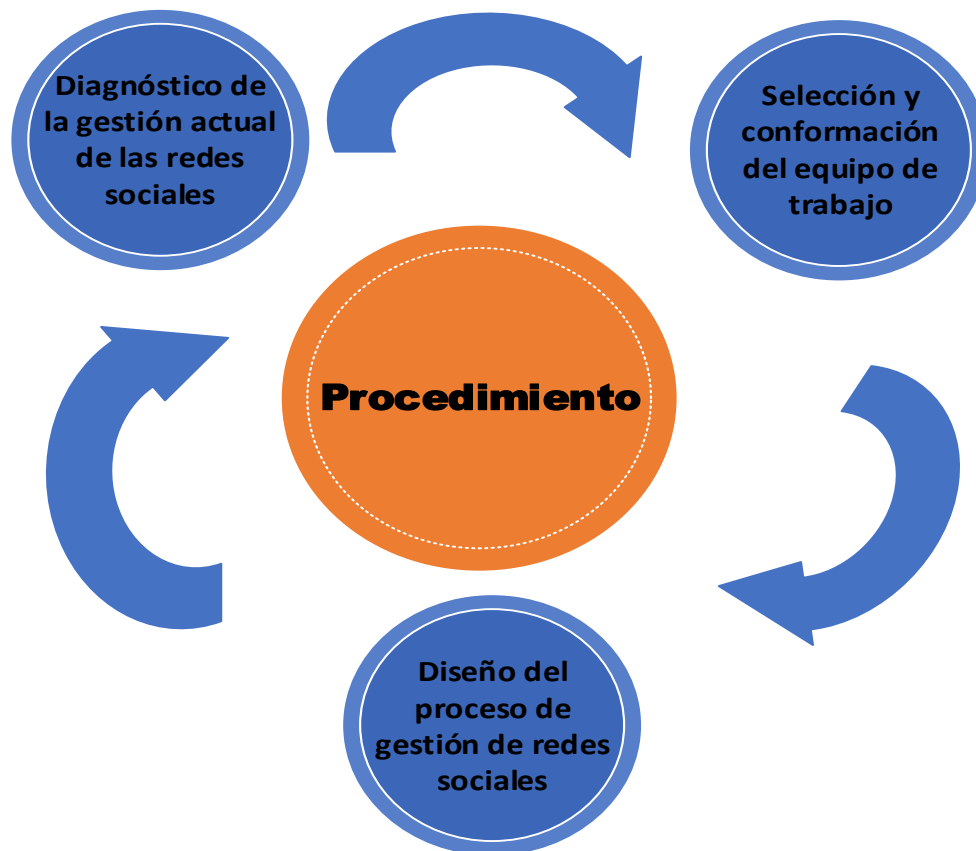 Diagnóstico de
la gestión actual
de las redes
sociales
Selección y
conformación
del equipo de
trabajo
Procedimiento
Diseño del
proceso de
gestión de redes
sociales